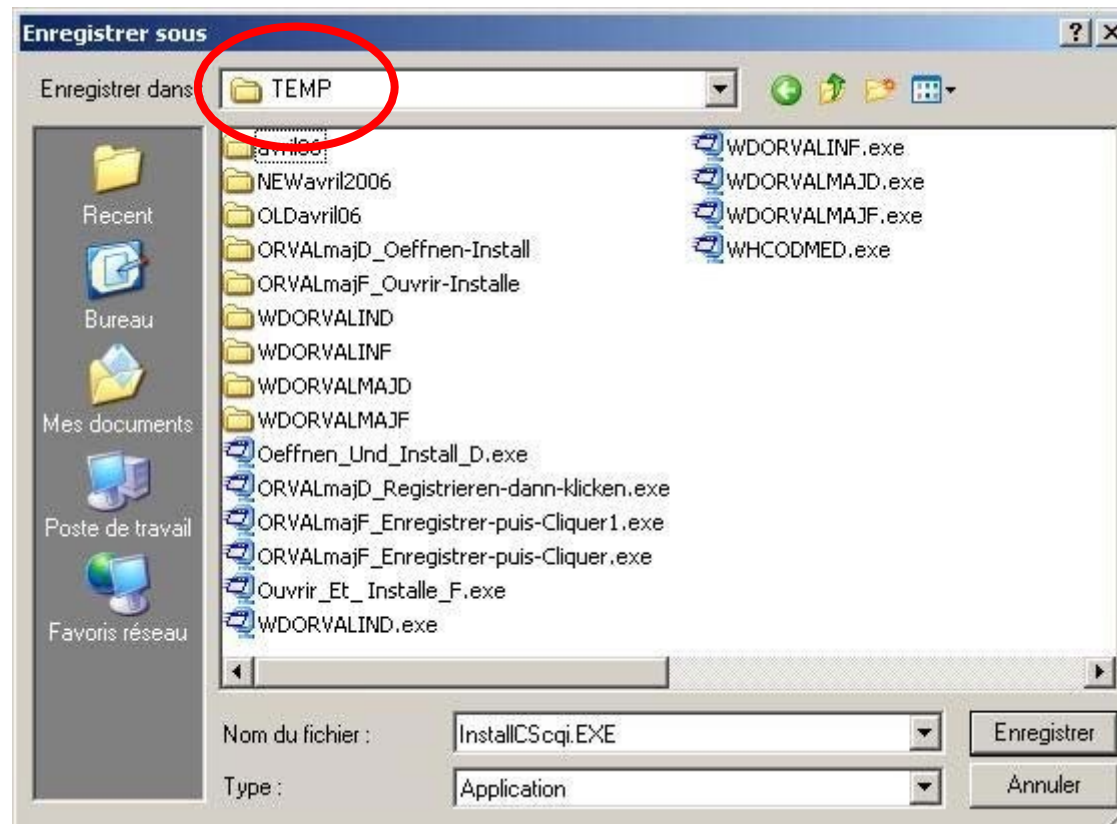 Enregistrer sous
Enregistrer dans :
TEMP
Recent
Bureau
Mes documents
Poste de travail
Favoris réseau
avril06
NEWavril2006
OLDavril06
ORVALmajD_Oeffnen-Install
ORVALmajF_Ouvrir-Installe
WDORVALIND
WDORVALINF
WDORVALMAJD
WDORVALMAJF
Oeffnen_Und_Install_D.exe
ORVALmajD_Registrieren-dann-klicken.exe
ORVALmajF_Enregistrer-puis-Cliquer1.exe
ORVALmajF_Enregistrer-puis-Cliquer.exe
Ouvrir_Et_ Installe_F.exe
WDORVALIND.exe
WDORVALINF.exe
WDORVALMAJD.exe
WDORVALMAJF.exe
WHCODMED.exe
Nom du fichier :
InstallCScqi.EXE
Enregistrer
Type :
Application
Annuler